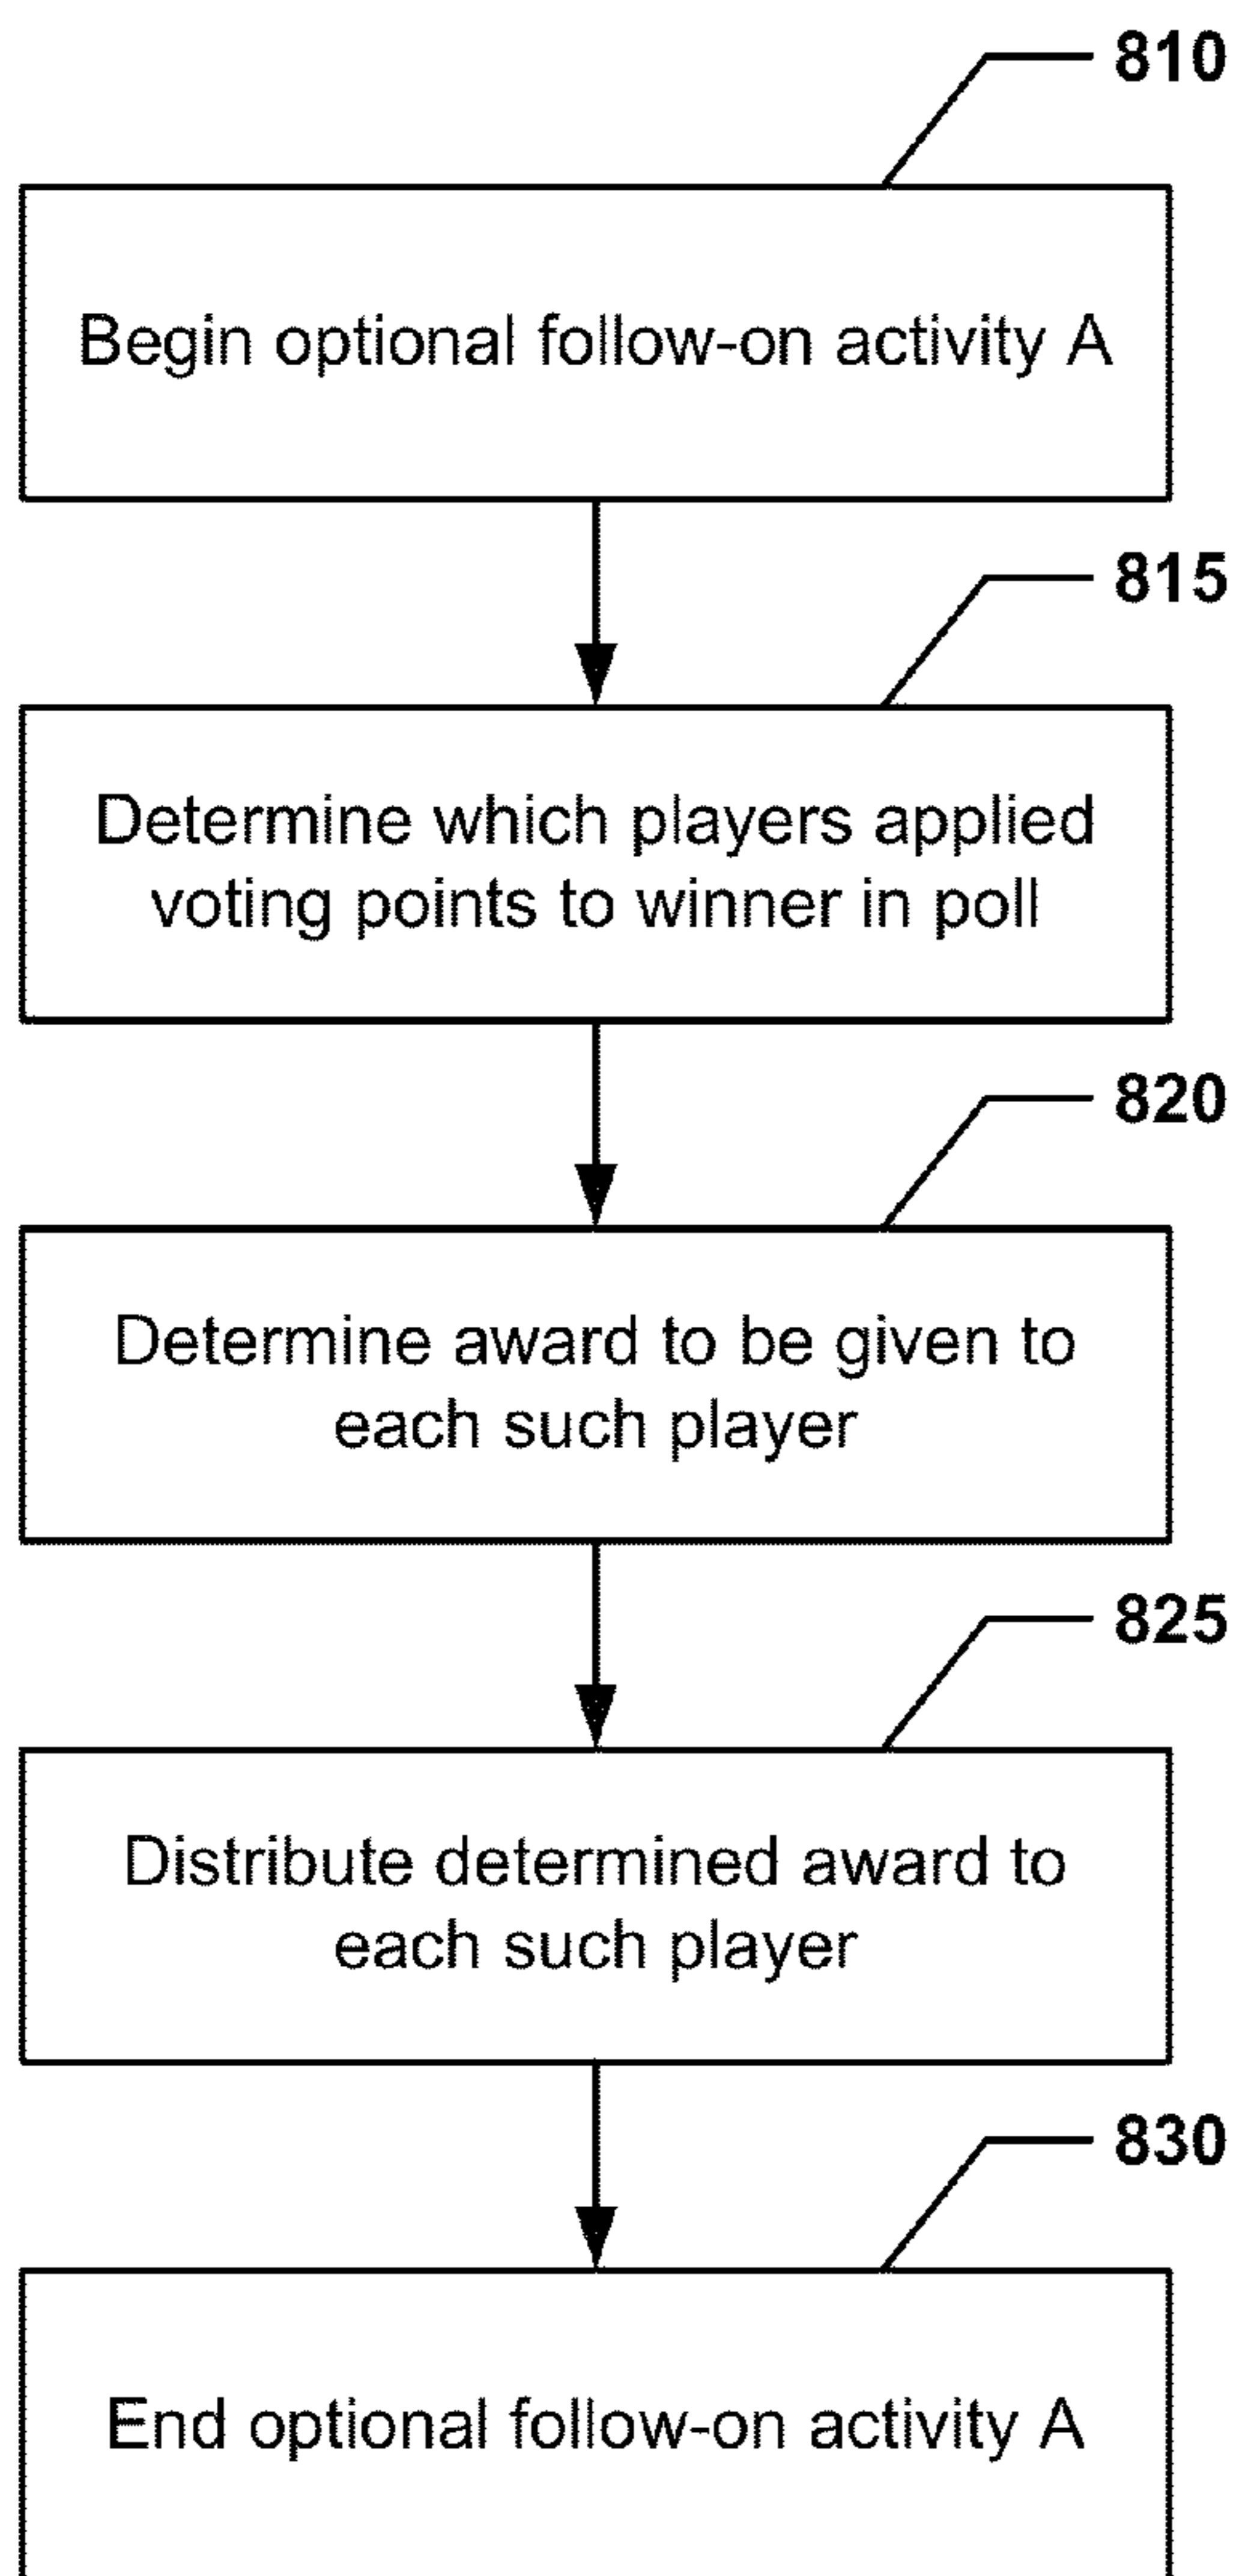 810
Begin optional follow-on activity A
815
Determine which players applied
voting points to winner in poll
820
Determine award to be given to
each such player
825
Distribute determined award to
each such player
830
End optional follow-on activity A